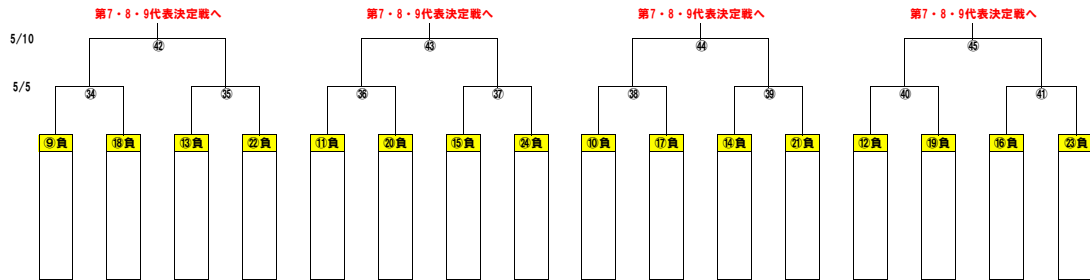 第7・8・9代表決定戦へ 第7・8・9代表決定戦へ 第7・8・9代表決定戦へ 第7・8・9代表決定戦へ
5/10 ㊷ ㊸ ㊹ ㊺
5/5 ㉞ ㉟ ㊱ ㊲ ㊳ ㊴ ㊵ ㊶
⑨負 ⑱負 ⑬負 ㉒負 ⑪負 ⑳負 ⑮負 ㉔負 ⑩負 ⑰負 ⑭負 ㉑負 ⑫負 ⑲負 ⑯負 ㉓負